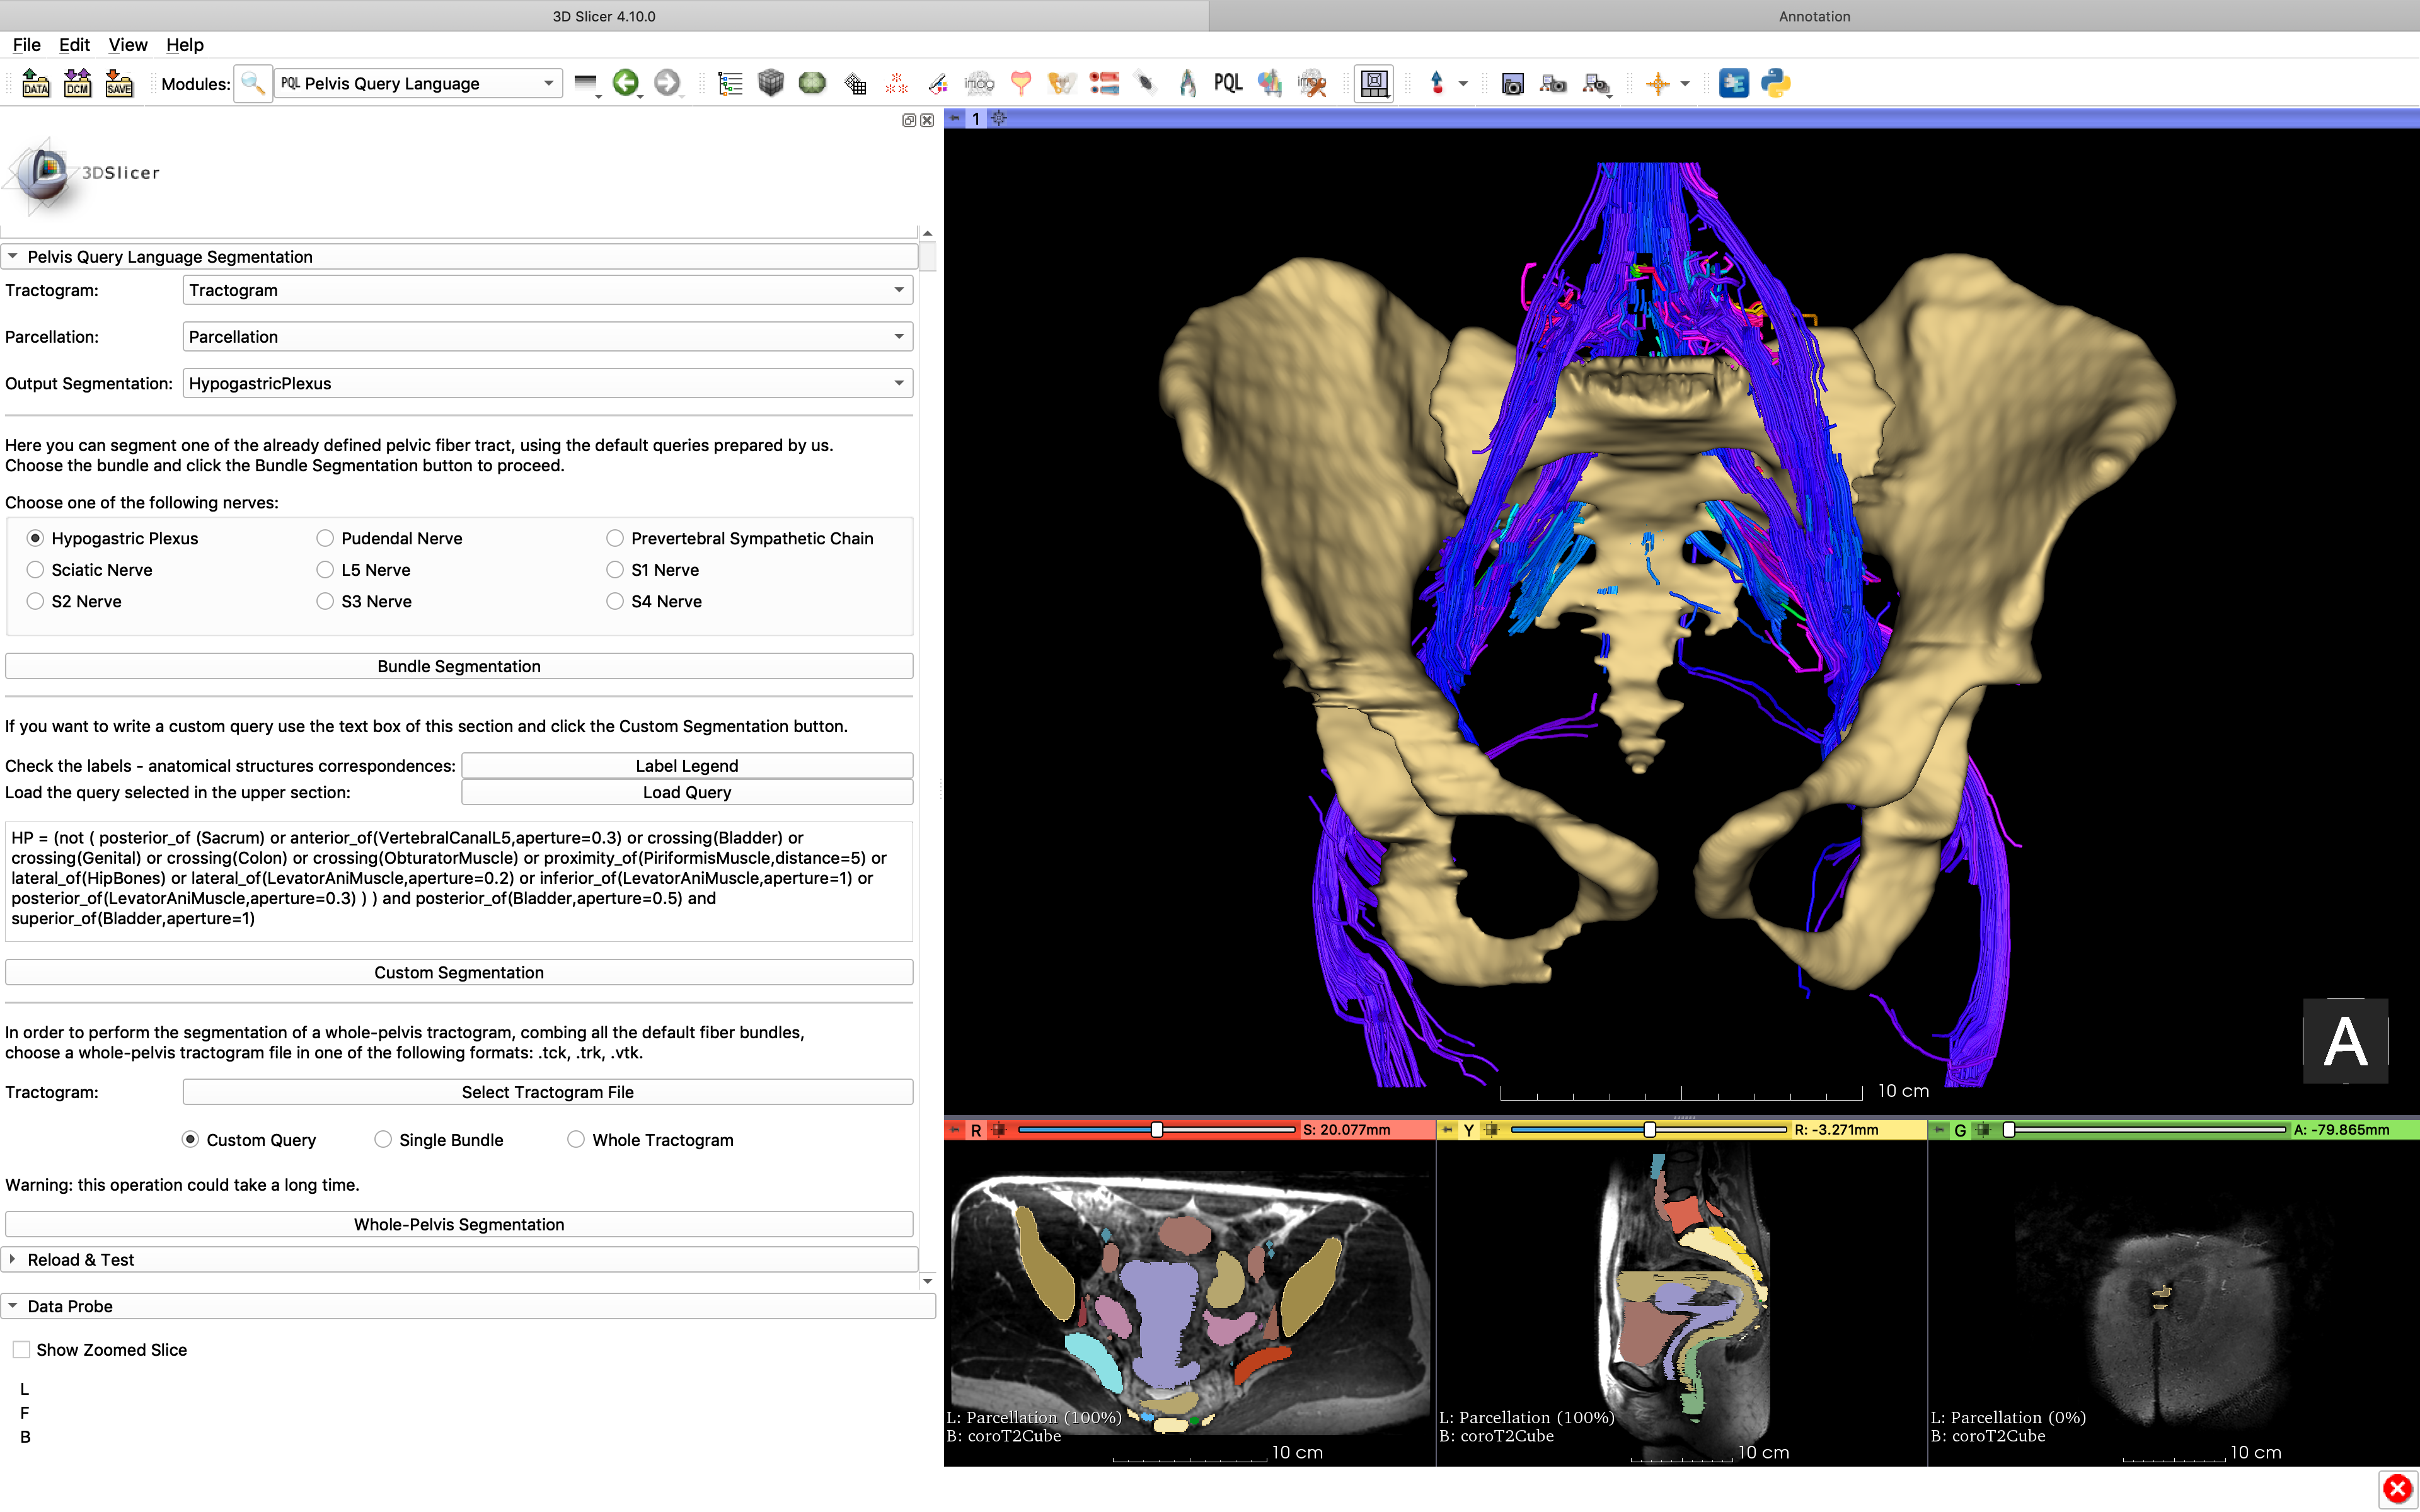 3D Slicer 4.10.0
Annotation
File Edit View Help
DATA DCM SAVE Modules: PQL Pelvis Query Language imag PQL
1
3DSlicer
Pelvis Query Language Segmentation
Tractogram: Tractogram
Parcellation: Parcellation
Output Segmentation: HypogastricPlexus
Here you can segment one of the already defined pelvic fiber tract, using the default queries prepared by us.
Choose the bundle and click the Bundle Segmentation button to proceed.
Choose one of the following nerves:
Hypogastric Plexus Pudendal Nerve Prevertebral Sympathetic Chain
Sciatic Nerve L5 Nerve S1 Nerve
S2 Nerve S3 Nerve S4 Nerve
Bundle Segmentation
If you want to write a custom query use the text box of this section and click the Custom Segmentation button.
Check the labels - anatomical structures correspondences: Label Legend
Load the query selected in the upper section: Load Query
HP = (not ( posterior_of (Sacrum) or anterior_of(VertebralCanalL5,aperture=0.3) or crossing(Bladder) or
crossing(Genital) or crossing(Colon) or crossing(ObturatorMuscle) or proximity_of(PiriformisMuscle,distance=5) or
lateral_of(HipBones) or lateral_of(LevatorAniMuscle,aperture=0.2) or inferior_of(LevatorAniMuscle,aperture=1) or
posterior_of(LevatorAniMuscle,aperture=0.3) ) ) and posterior_of(Bladder,aperture=0.5) and
superior_of(Bladder,aperture=1)
Custom Segmentation
In order to perform the segmentation of a whole-pelvis tractogram, combing all the default fiber bundles,
choose a whole-pelvis tractogram file in one of the following formats: .tck, .trk, .vtk.
Tractogram: Select Tractogram File
Custom Query Single Bundle Whole Tractogram
Warning: this operation could take a long time.
Whole-Pelvis Segmentation
Reload & Test
Data Probe
Show Zoomed Slice
L
F
B
A
10 cm
R S: 20.077mm
L: Parcellation (100%)
B: coroT2Cube
10 cm
Y R: -3.271mm
L: Parcellation (100%)
B: coroT2Cube
10 cm
G A: -79.865mm
L: Parcellation (0%)
B: coroT2Cube
10 cm